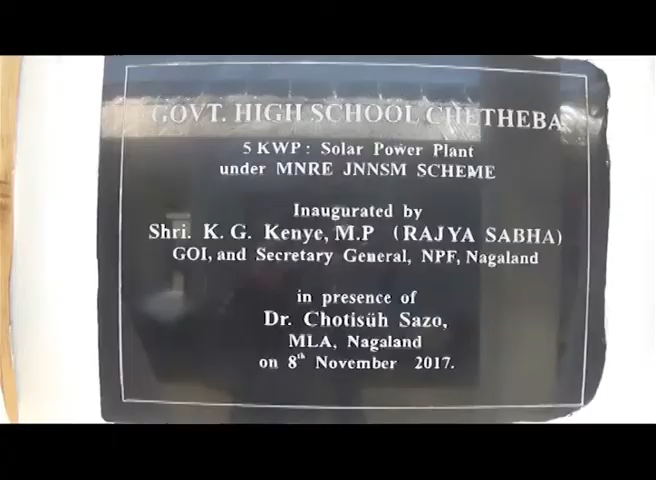 GOVT. HIGH SCHOOL CHETHEBA
5 KWP : Solar Power Plant
under MNRE JNNSM SCHEME
Inaugurated by
Shri. K. G. Kenye, M.P (RAJYA SABHA)
GOI, and Secretary General, NPF, Nagaland
in presence of
Dr. Chotisüh Sazo,
MLA, Nagaland
on 8th November 2017.